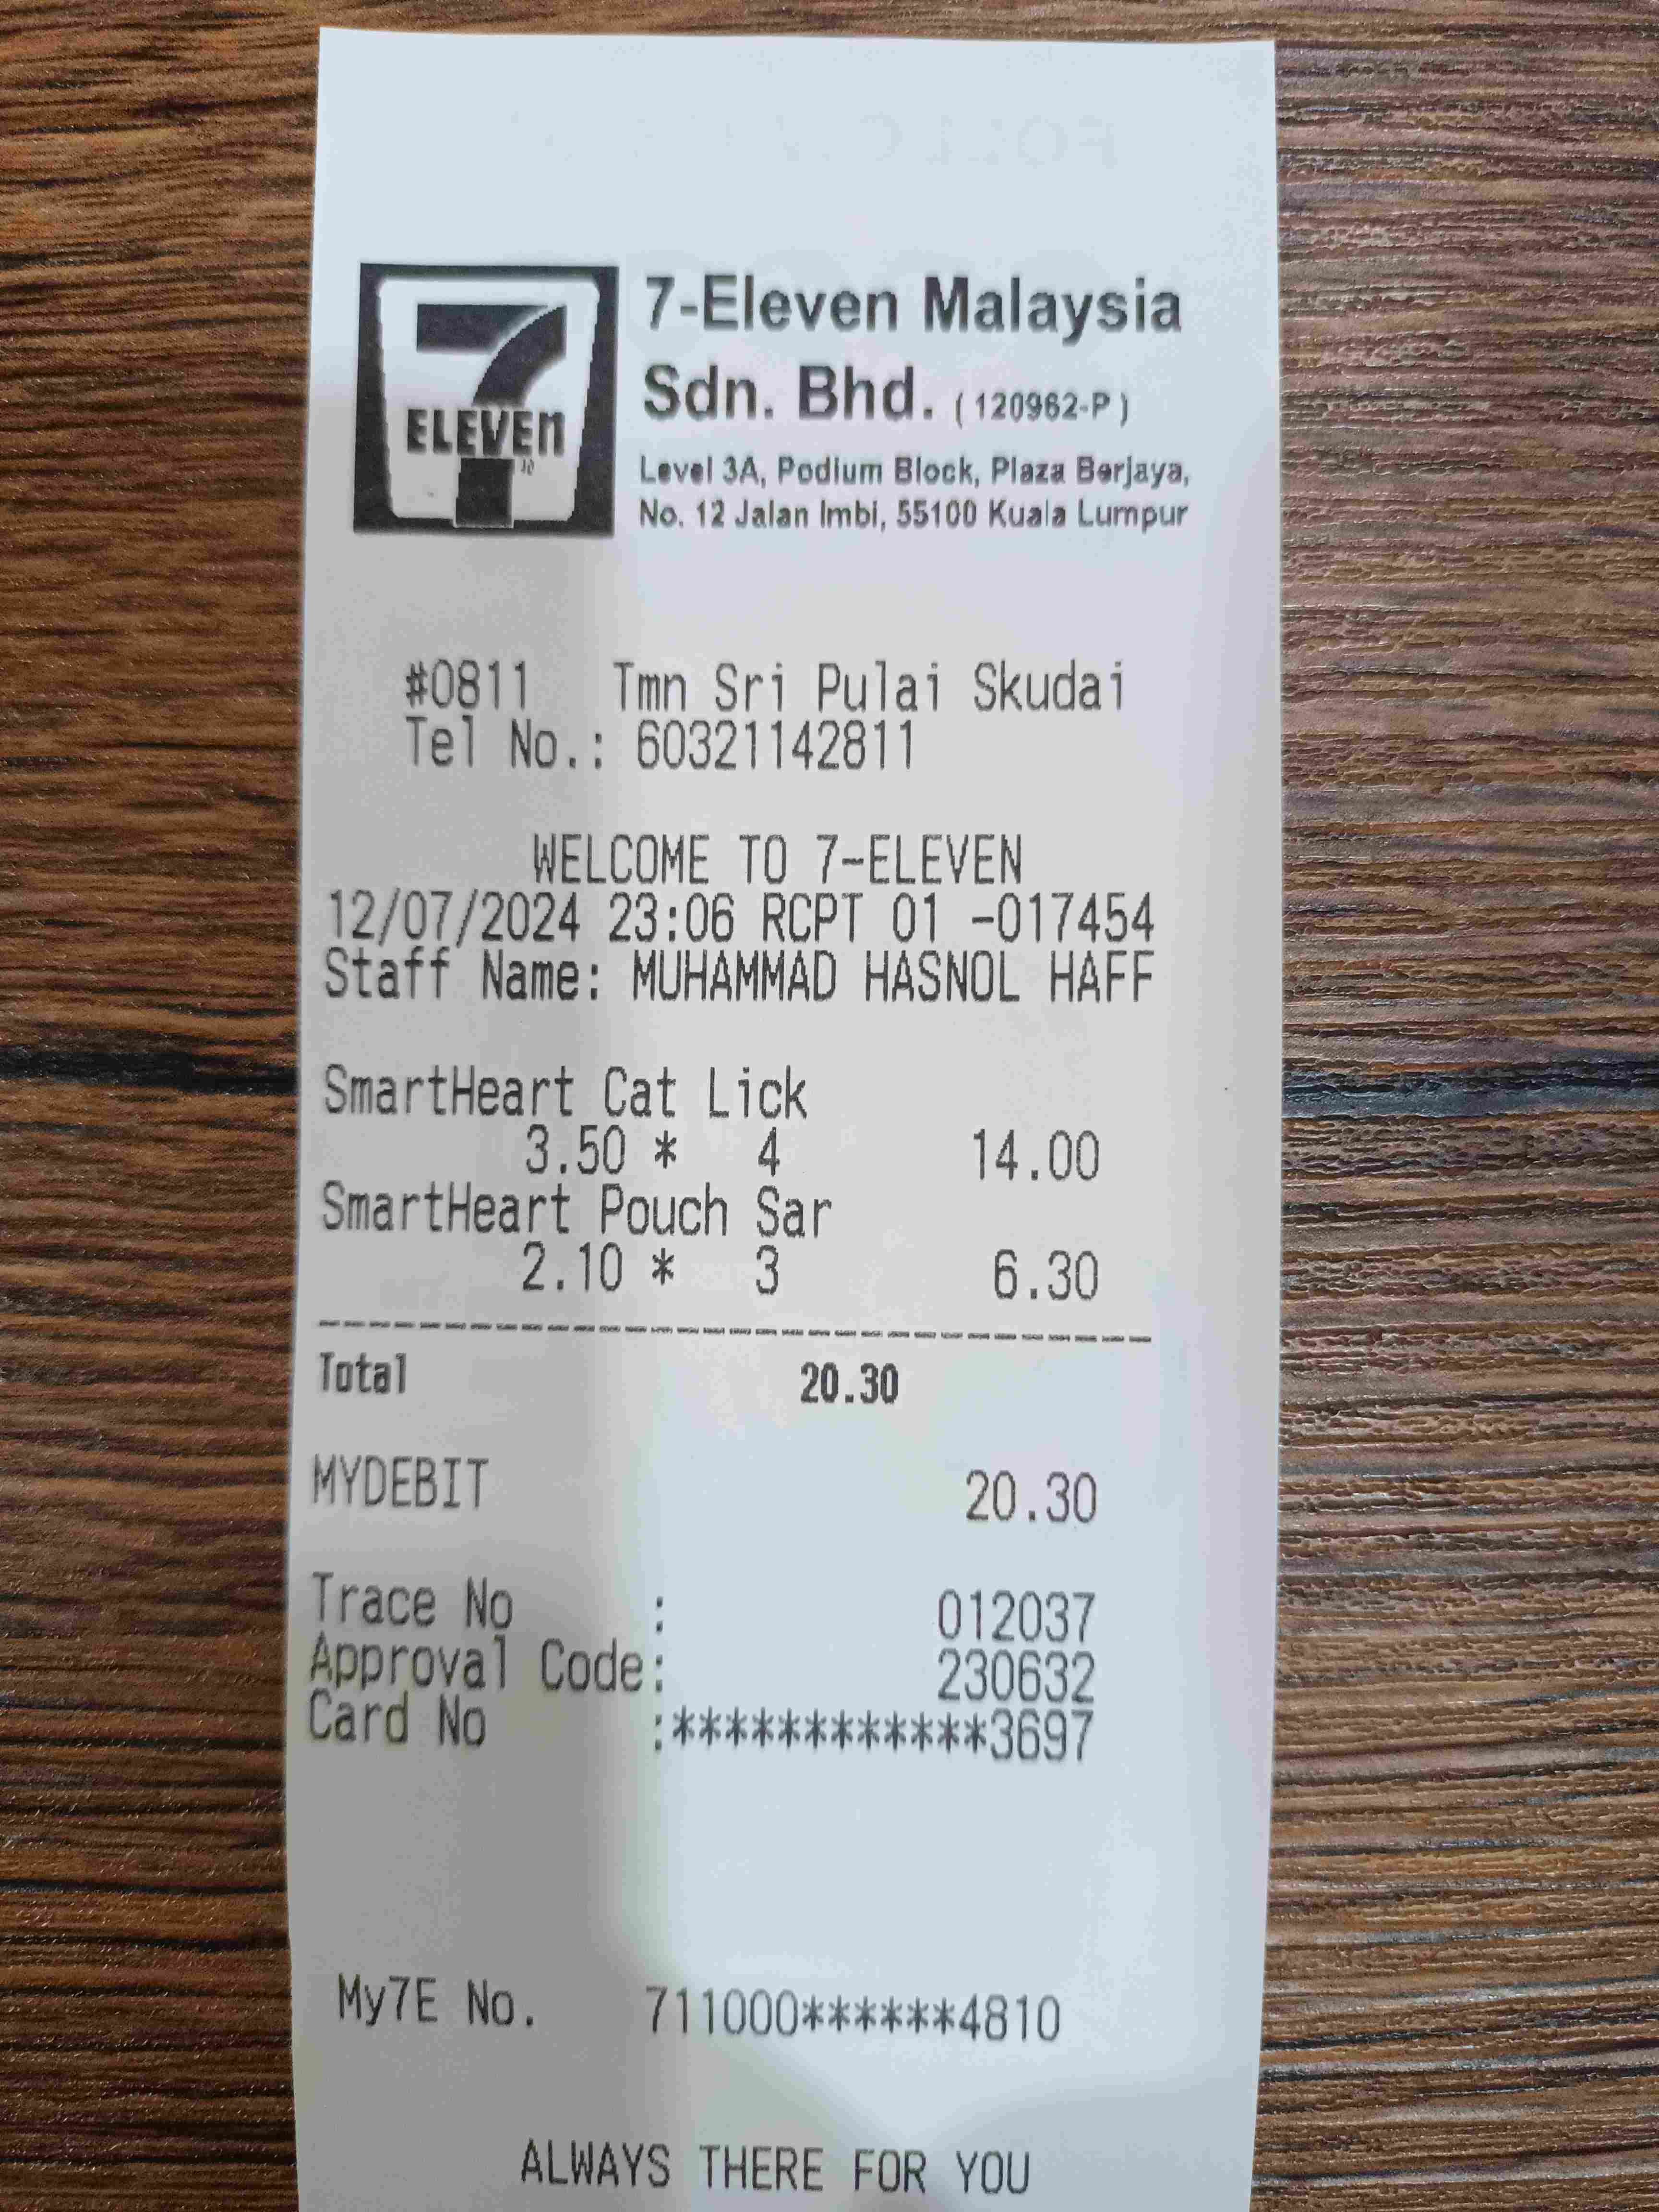 7-Eleven Malaysia
Sdn. Bhd. ( 120962-P )
Level 3A, Podium Block, Plaza Berjaya,
No. 12 Jalan Imbi, 55100 Kuala Lumpur
7
ELEVEn
#0811 Tmn Sri Pulai Skudai
Tel No.: 60321142811
WELCOME TO 7-ELEVEN
12/07/2024 23:06 RCPT 01 -017454
Staff Name: MUHAMMAD HASNOL HAFF
SmartHeart Cat Lick
3.50 * 4 14.00
SmartHeart Pouch Sar
2.10 * 3 6.30
Total 20.30
MYDEBIT 20.30
Trace No : 012037
Approval Code: 230632
Card No :************3697
My7E No. 711000******4810
ALWAYS THERE FOR YOU